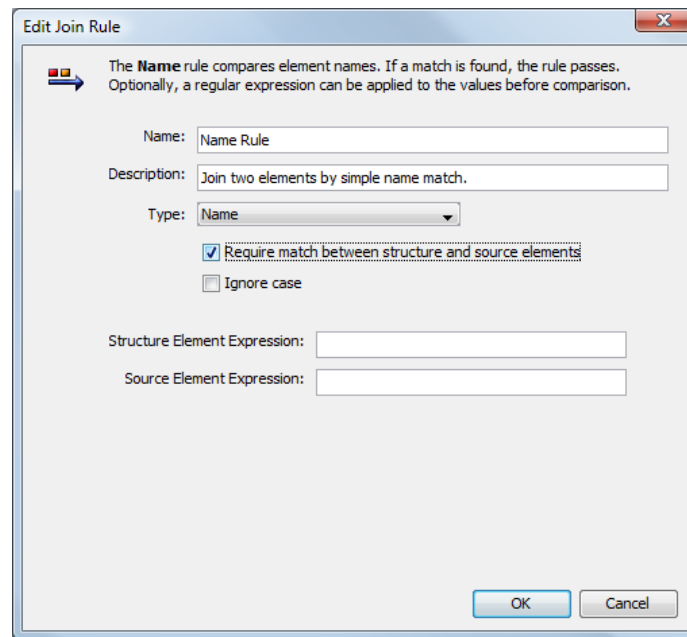 Edit Join Rule
The Name rule compares element names. If a match is found, the rule passes.
Optionally, a regular expression can be applied to the values before comparison.
Name: Name Rule
Description: Join two elements by simple name match.
Type: Name
Require match between structure and source elements
Ignore case
Structure Element Expression:
Source Element Expression:
OK Cancel